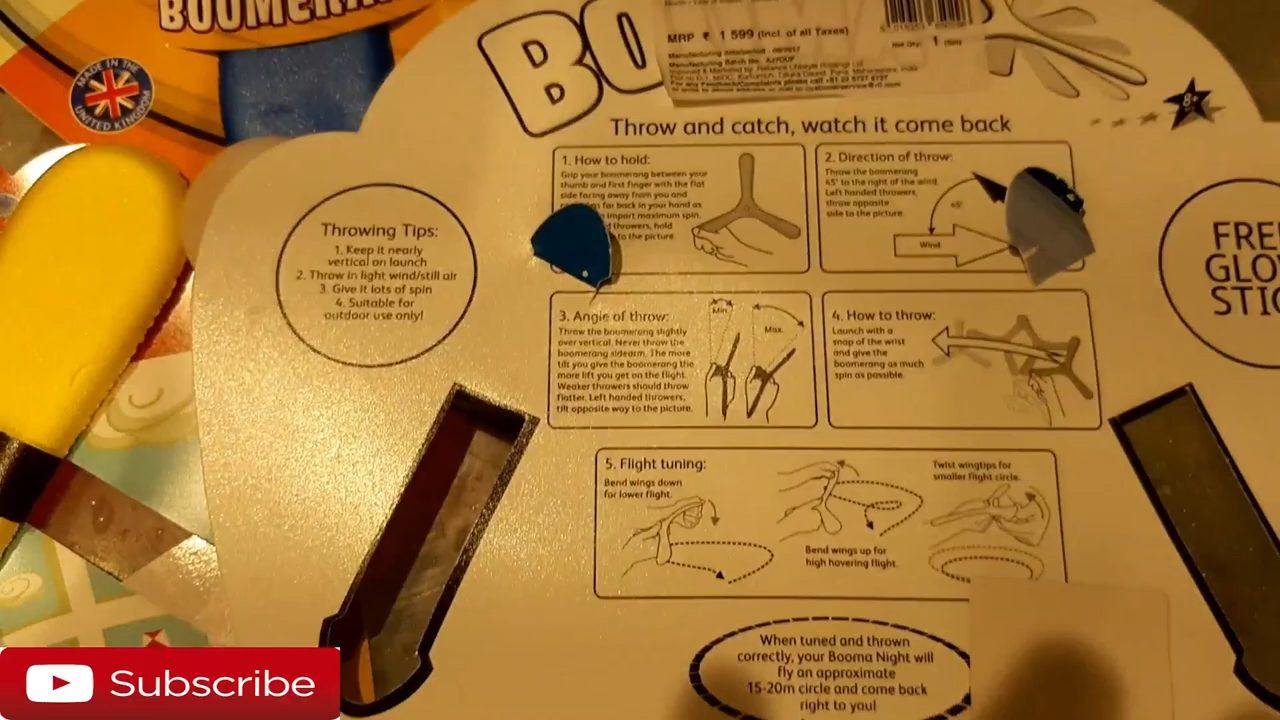 BOOMERA
MADE IN THE
UNITED KINGDOM
BO
MRP ₹ 1 599 (Incl. of all Taxes)
1
8+
Throw and catch, watch it come back
Throwing Tips:
1. Keep it nearly
vertical on launch
2. Throw in light wind/still air
3. Give it lots of spin
4. Suitable for
outdoor use only!
1. How to hold:
Grip your boomerang between your
thumb and first finger with the flat
side facing away from you and
as far back in your hand as
impart maximum spin.
throwers, hold
to the picture.
2. Direction of throw:
Throw the boomerang
45° to the right of the wind.
Left handed throwers,
throw opposite
side to the picture.
45°
Wind
FREE
GLO
STIC
3. Angle of throw:
Throw the boomerang slightly
over vertical. Never throw the
boomerang sidearm. The more
tilt you give the boomerang the
more lift you get on the flight.
Weaker throwers should throw
flatter. Left handed throwers,
tilt opposite way to the picture.
Min.
Max.
4. How to throw:
Launch with a
snap of the wrist
and give the
boomerang as much
spin as possible.
5. Flight tuning:
Bend wings down
for lower flight.
Bend wings up for
high hovering flight.
Twist wingtips for
smaller flight circle.
When tuned and thrown
correctly, your Booma Night will
fly an approximate
15-20m circle and come back
right to you!
Subscribe